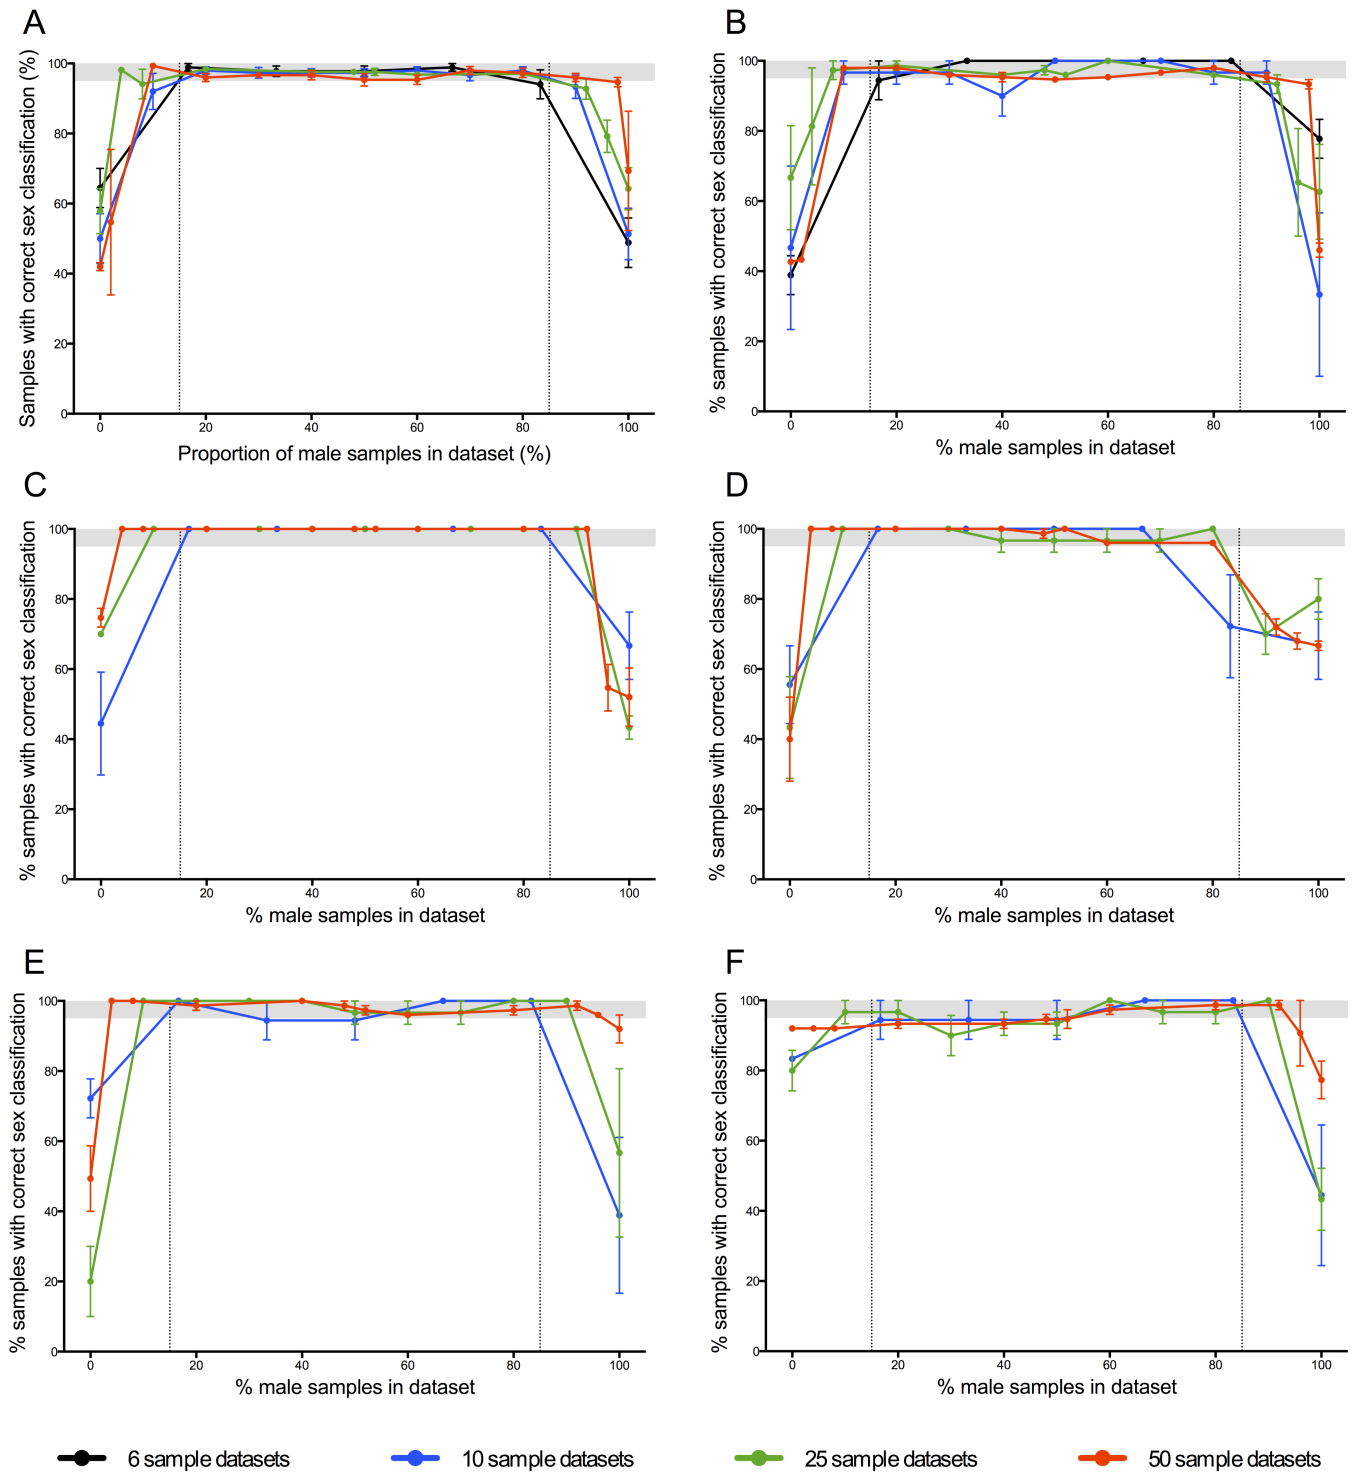 A
Samples with correct sex classification (%)
100
80
60
40
20
0
0 20 40 60 80 100
Proportion of male samples in dataset (%)
B
% samples with correct sex classification
100
80
60
40
20
0
0 20 40 60 80 100
% male samples in dataset
C
% samples with correct sex classification
100
80
60
40
20
0
0 20 40 60 80 100
% male samples in dataset
D
% samples with correct sex classification
100
80
60
40
20
0
0 20 40 60 80 100
% male samples in dataset
E
% samples with correct sex classification
100
80
60
40
20
0
0 20 40 60 80 100
% male samples in dataset
F
% samples with correct sex classification
100
80
60
40
20
0
0 20 40 60 80 100
% male samples in dataset
6 sample datasets 10 sample datasets 25 sample datasets 50 sample datasets